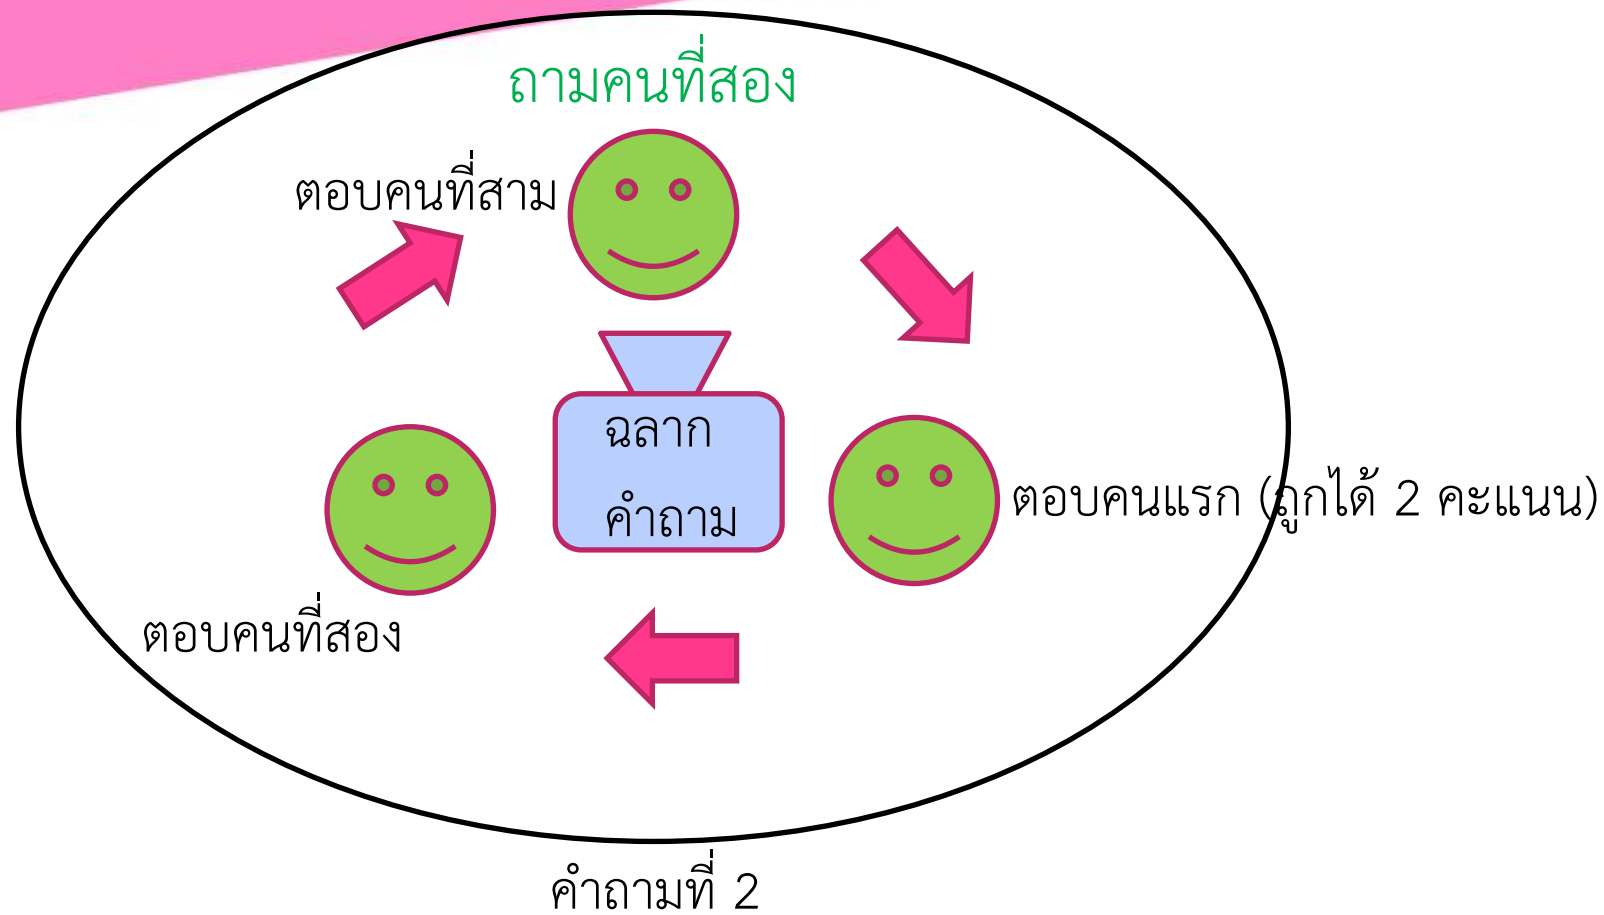 ถามคนที่สอง
ตอบคนที่สาม
ฉลาก
คำถาม
ตอบคนแรก (ถูกได้ 2 คะแนน)
ตอบคนที่สอง
คำถามที่ 2